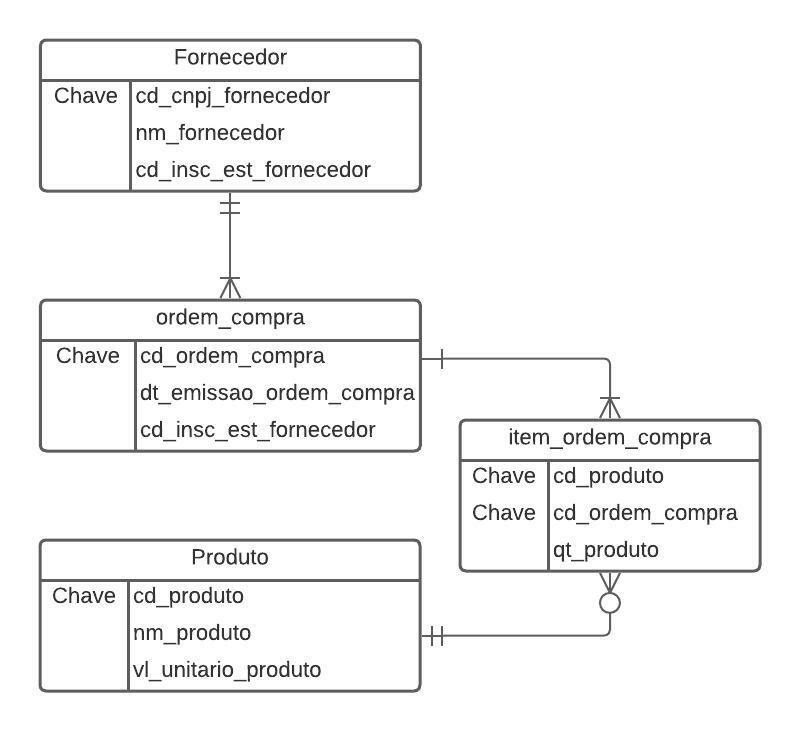 Fornecedor
Chave cd_cnpj_fornecedor
nm_fornecedor
cd_insc_est_fornecedor
ordem_compra
Chave cd_ordem_compra
dt_emissao_ordem_compra
cd_insc_est_fornecedor
item_ordem_compra
Chave cd_produto
Chave cd_ordem_compra
qt_produto
Produto
Chave cd_produto
nm_produto
vl_unitario_produto